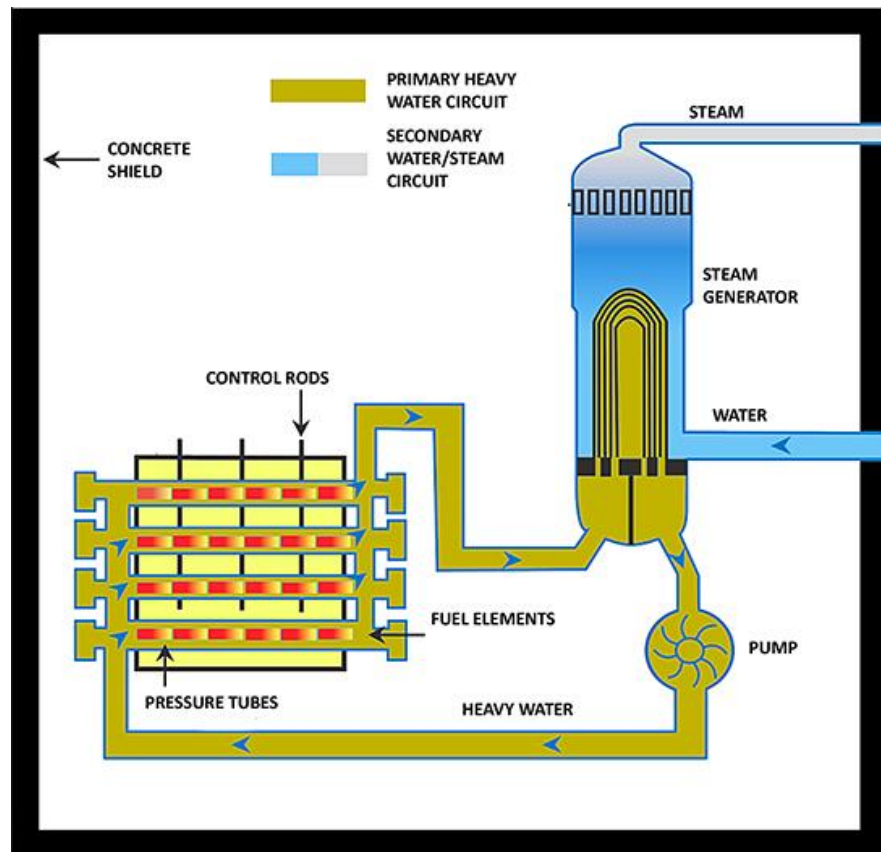 PRIMARY HEAVY
WATER CIRCUIT
SECONDARY
WATER/STEAM
CIRCUIT
STEAM
CONCRETE
SHIELD
STEAM
GENERATOR
CONTROL RODS
WATER
FUEL ELEMENTS
PUMP
PRESSURE TUBES
HEAVY WATER